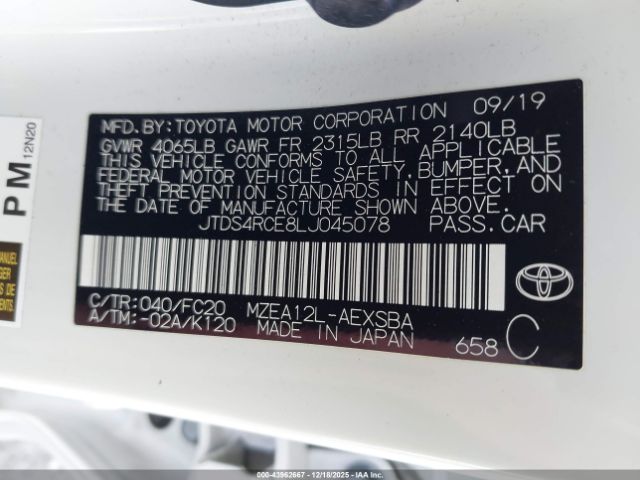 MFD. BY: TOYOTA MOTOR CORPORATION 09/19
GVWR 4065LB GAWR FR 2315LB RR 2140LB
THIS VEHICLE CONFORMS TO ALL APPLICABLE
FEDERAL MOTOR VEHICLE SAFETY, BUMPER, AND
THEFT PREVENTION STANDARDS IN EFFECT ON
THE DATE OF MANUFACTURE SHOWN ABOVE.
JTDS4RCE8LJ045078 PASS. CAR
C/TR: 040/FC20 MZEA12L-AEXSBA
A/TM: -02A/K120 MADE IN JAPAN
658 C
TOYOTA
PM
12N20
MANUEL
GER
000-43962667 - 12/18/2025 -